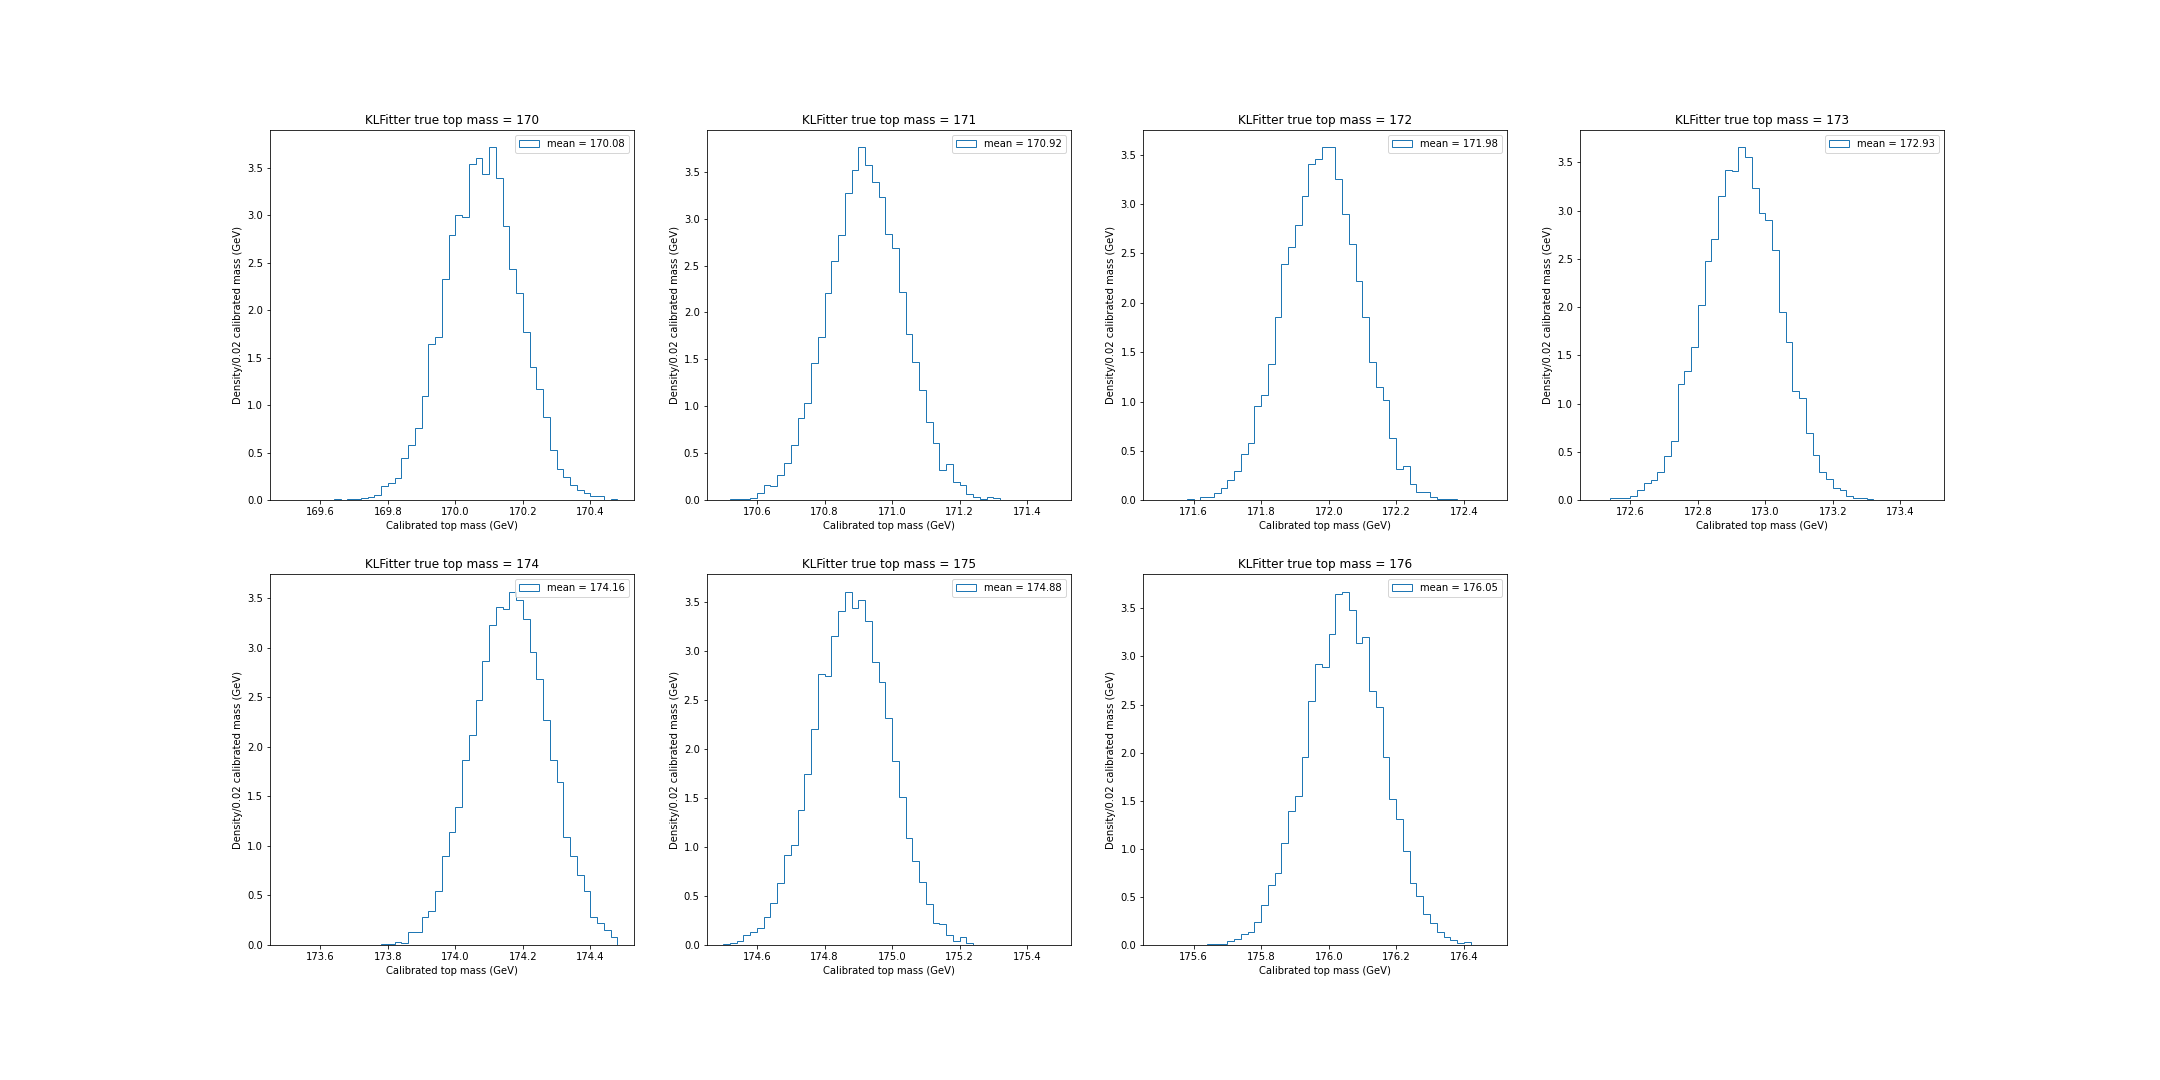 KLFitter true top mass = 170
mean = 170.08
3.5
3.0
2.5
2.0
1.5
1.0
0.5
0.0
Density/0.02 calibrated mass (GeV)
169.6 169.8 170.0 170.2 170.4
Calibrated top mass (GeV)
KLFitter true top mass = 171
mean = 170.92
3.5
3.0
2.5
2.0
1.5
1.0
0.5
0.0
Density/0.02 calibrated mass (GeV)
170.6 170.8 171.0 171.2 171.4
Calibrated top mass (GeV)
KLFitter true top mass = 172
mean = 171.98
3.5
3.0
2.5
2.0
1.5
1.0
0.5
0.0
Density/0.02 calibrated mass (GeV)
171.6 171.8 172.0 172.2 172.4
Calibrated top mass (GeV)
KLFitter true top mass = 173
mean = 172.93
3.5
3.0
2.5
2.0
1.5
1.0
0.5
0.0
Density/0.02 calibrated mass (GeV)
172.6 172.8 173.0 173.2 173.4
Calibrated top mass (GeV)
KLFitter true top mass = 174
mean = 174.16
3.5
3.0
2.5
2.0
1.5
1.0
0.5
0.0
Density/0.02 calibrated mass (GeV)
173.6 173.8 174.0 174.2 174.4
Calibrated top mass (GeV)
KLFitter true top mass = 175
mean = 174.88
3.5
3.0
2.5
2.0
1.5
1.0
0.5
0.0
Density/0.02 calibrated mass (GeV)
174.6 174.8 175.0 175.2 175.4
Calibrated top mass (GeV)
KLFitter true top mass = 176
mean = 176.05
3.5
3.0
2.5
2.0
1.5
1.0
0.5
0.0
Density/0.02 calibrated mass (GeV)
175.6 175.8 176.0 176.2 176.4
Calibrated top mass (GeV)